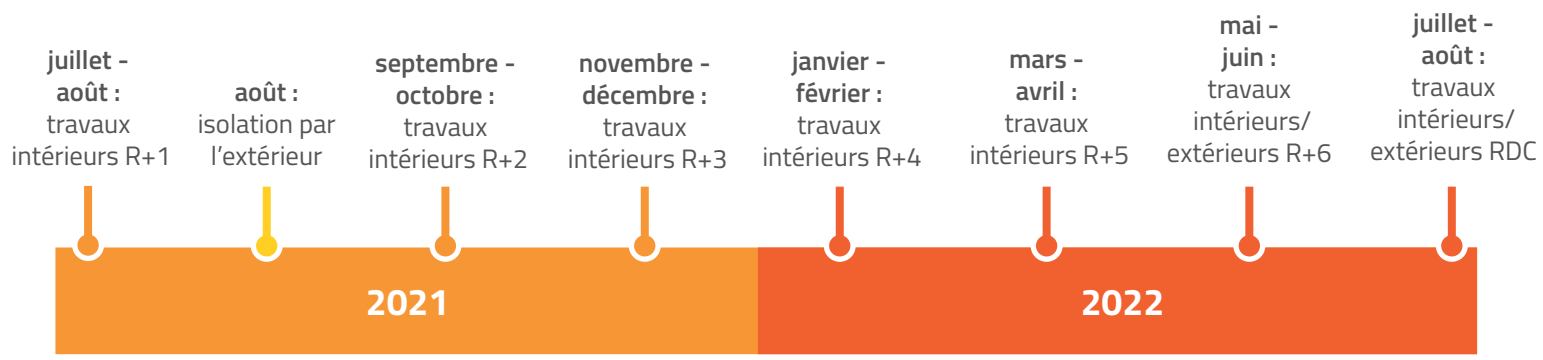 juillet -
août :
travaux
intérieurs R+1
août :
isolation par
l'extérieur
septembre -
octobre :
travaux
intérieurs R+2
novembre -
décembre :
travaux
intérieurs R+3
janvier -
février :
travaux
intérieurs R+4
mars -
avril :
travaux
intérieurs R+5
mai -
juin :
travaux
intérieurs/
extérieurs R+6
juillet -
août :
travaux
intérieurs/
extérieurs RDC
2021
2022